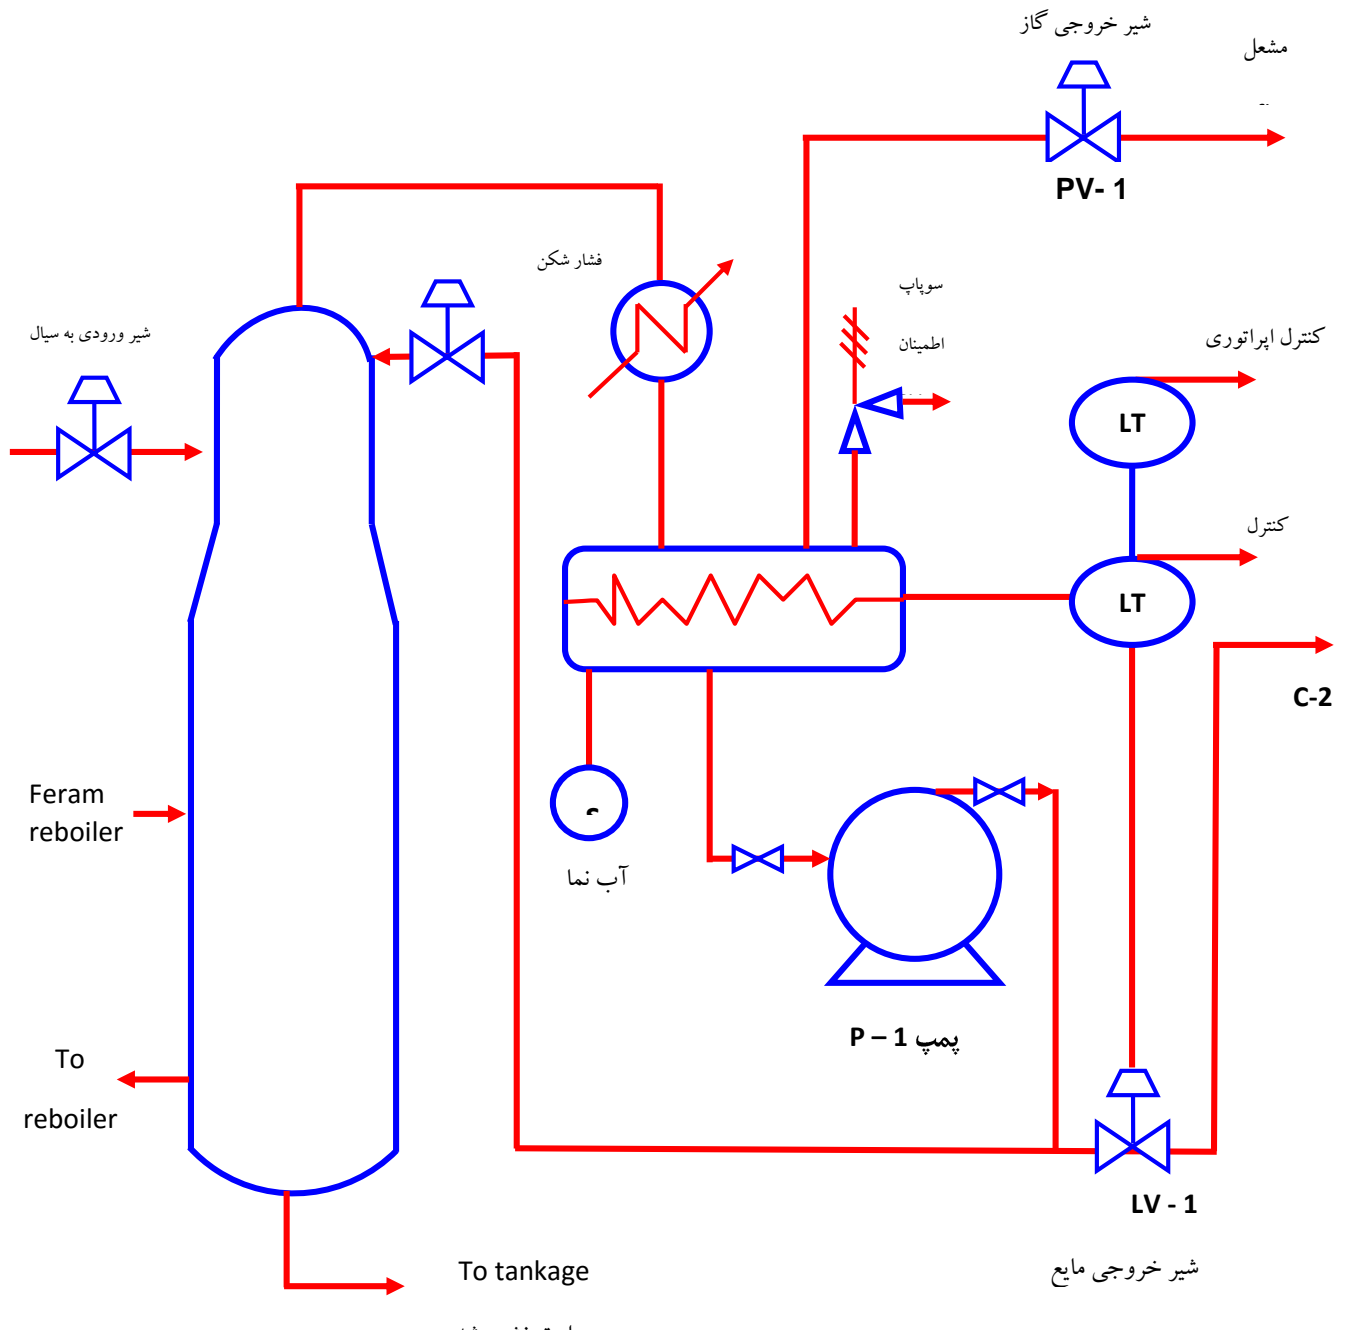 شیر خروجی گاز
مشعل
PV- 1
فشار شکن
سوپاپ
اطمینان
شیر ورودی به سیال
کنترل اپراتوری
LT
کنترل
LT
C-2
Feram
reboiler
آب نما
To
reboiler
پمپ P – 1
LV - 1
شیر خروجی مایع
To tankage